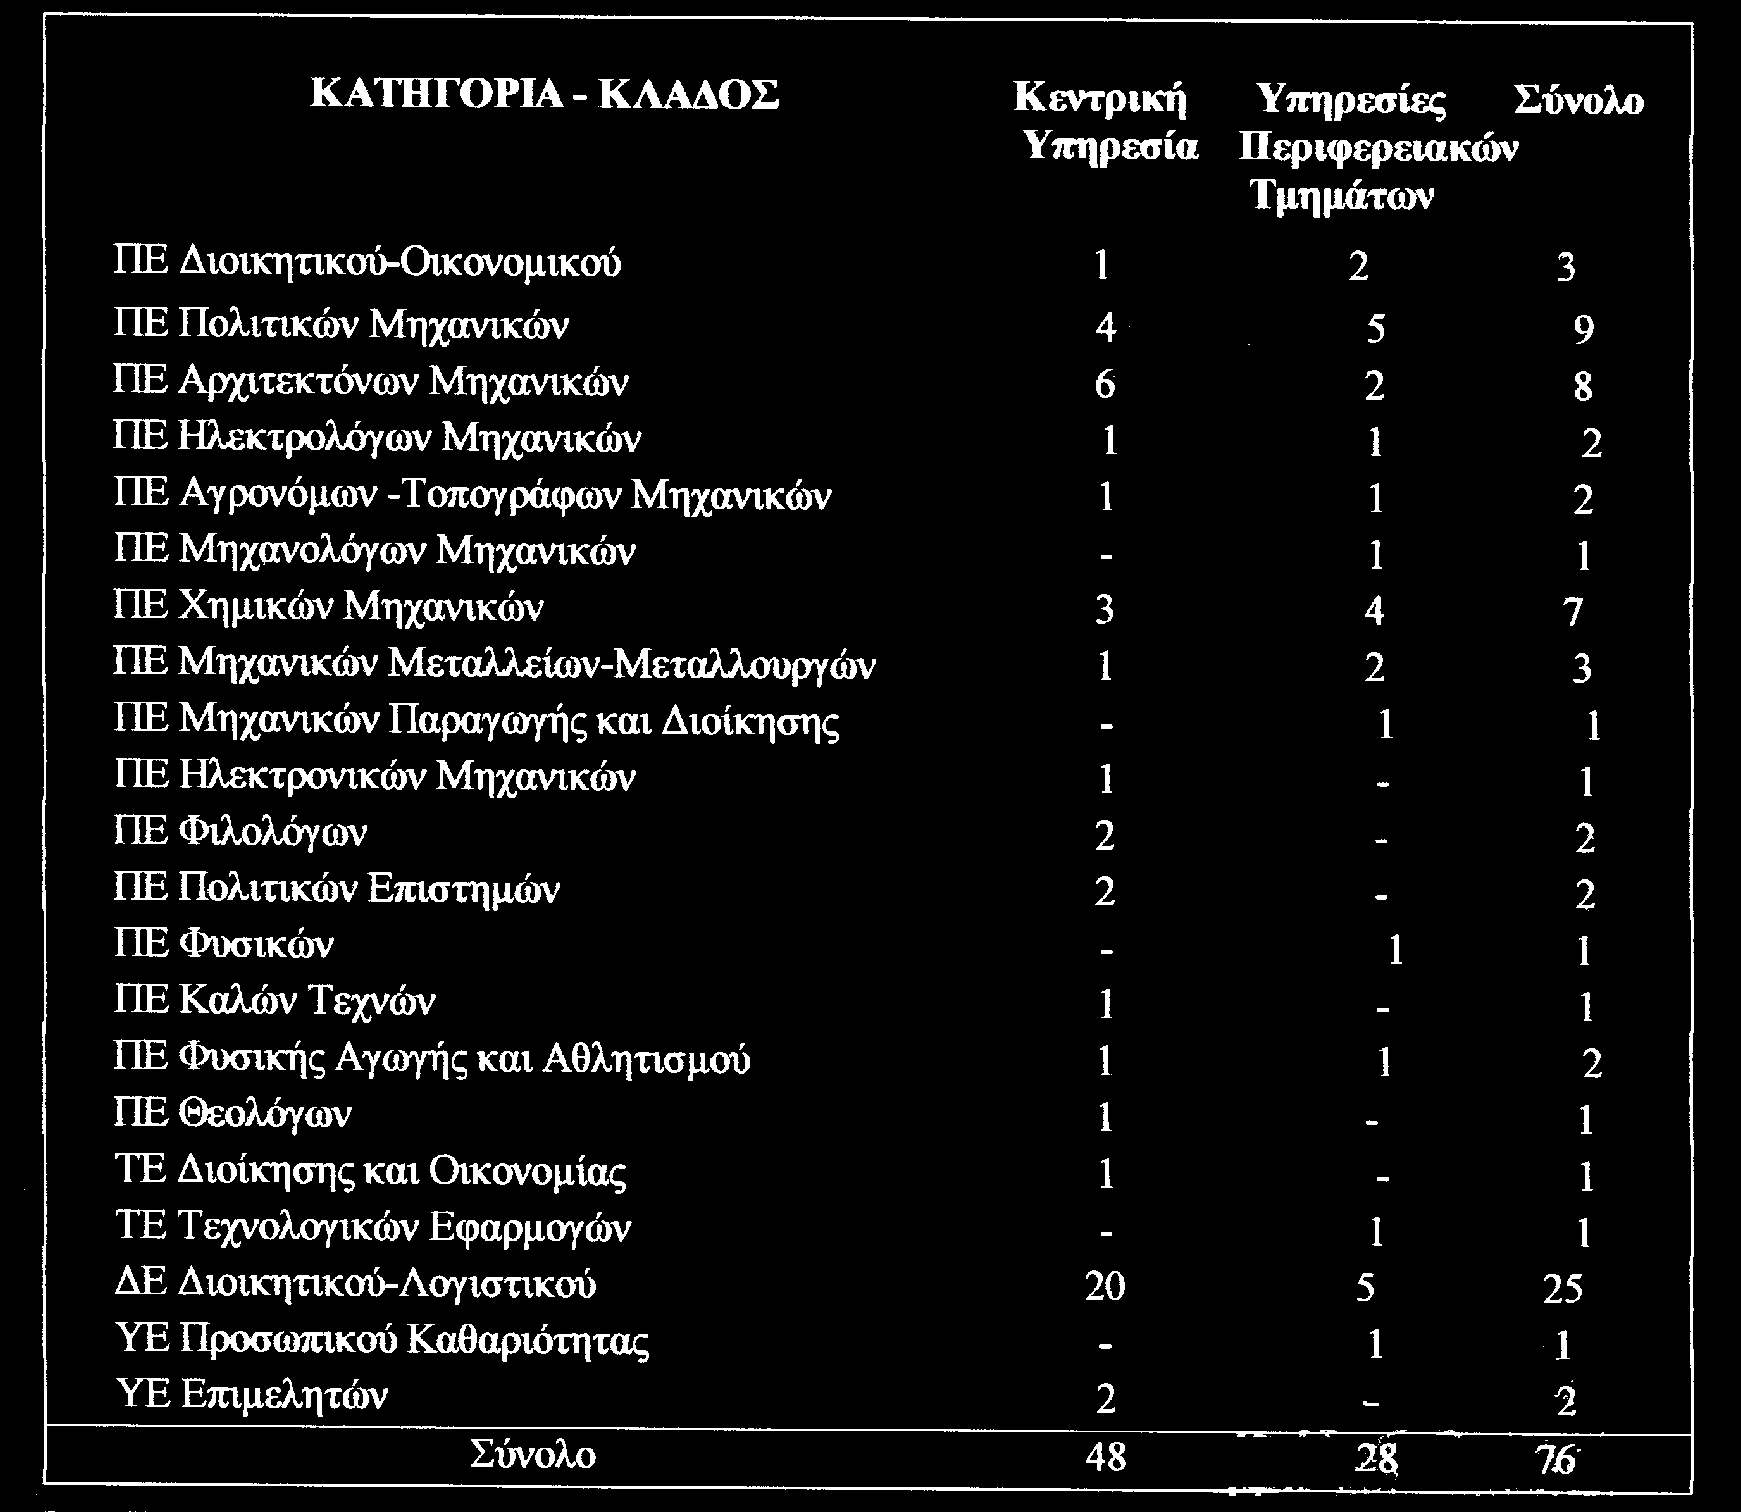 ΚΑΤΗΓΟΡΙΑ - ΚΛΑΔΟΣ Κεντρική Υπηρεσίες Σύνολο
Υπηρεσία Περιφερειακών
Τμημάτων
ΠΕ Διοικητικού-Οικονομικού 1 2 3
ΠΕ Πολιτικών Μηχανικών 4 5 9
ΠΕ Αρχιτεκτόνων Μηχανικών 6 2 8
ΠΕ Ηλεκτρολόγων Μηχανικών 1 1 2
ΠΕ Αγρονόμων -Τοπογράφων Μηχανικών 1 1 2
ΠΕ Μηχανολόγων Μηχανικών - 1 1
ΠΕ Χημικών Μηχανικών 3 4 7
ΠΕ Μηχανικών Μεταλλείων-Μεταλλουργών 1 2 3
ΠΕ Μηχανικών Παραγωγής και Διοίκησης - 1 1
ΠΕ Ηλεκτρονικών Μηχανικών 1 - 1
ΠΕ Φιλολόγων 2 - 2
ΠΕ Πολιτικών Επιστημών 2 - 2
ΠΕ Φυσικών - 1 1
ΠΕ Καλών Τεχνών 1 - 1
ΠΕ Φυσικής Αγωγής και Αθλητισμού 1 1 2
ΠΕ Θεολόγων 1 - 1
ΤΕ Διοίκησης και Οικονομίας 1 - 1
ΤΕ Τεχνολογικών Εφαρμογών - 1 1
ΔΕ Διοικητικού-Λογιστικού 20 5 25
ΥΕ Προσωπικού Καθαριότητας - 1 1
ΥΕ Επιμελητών 2 - 2
Σύνολο 48 28 76